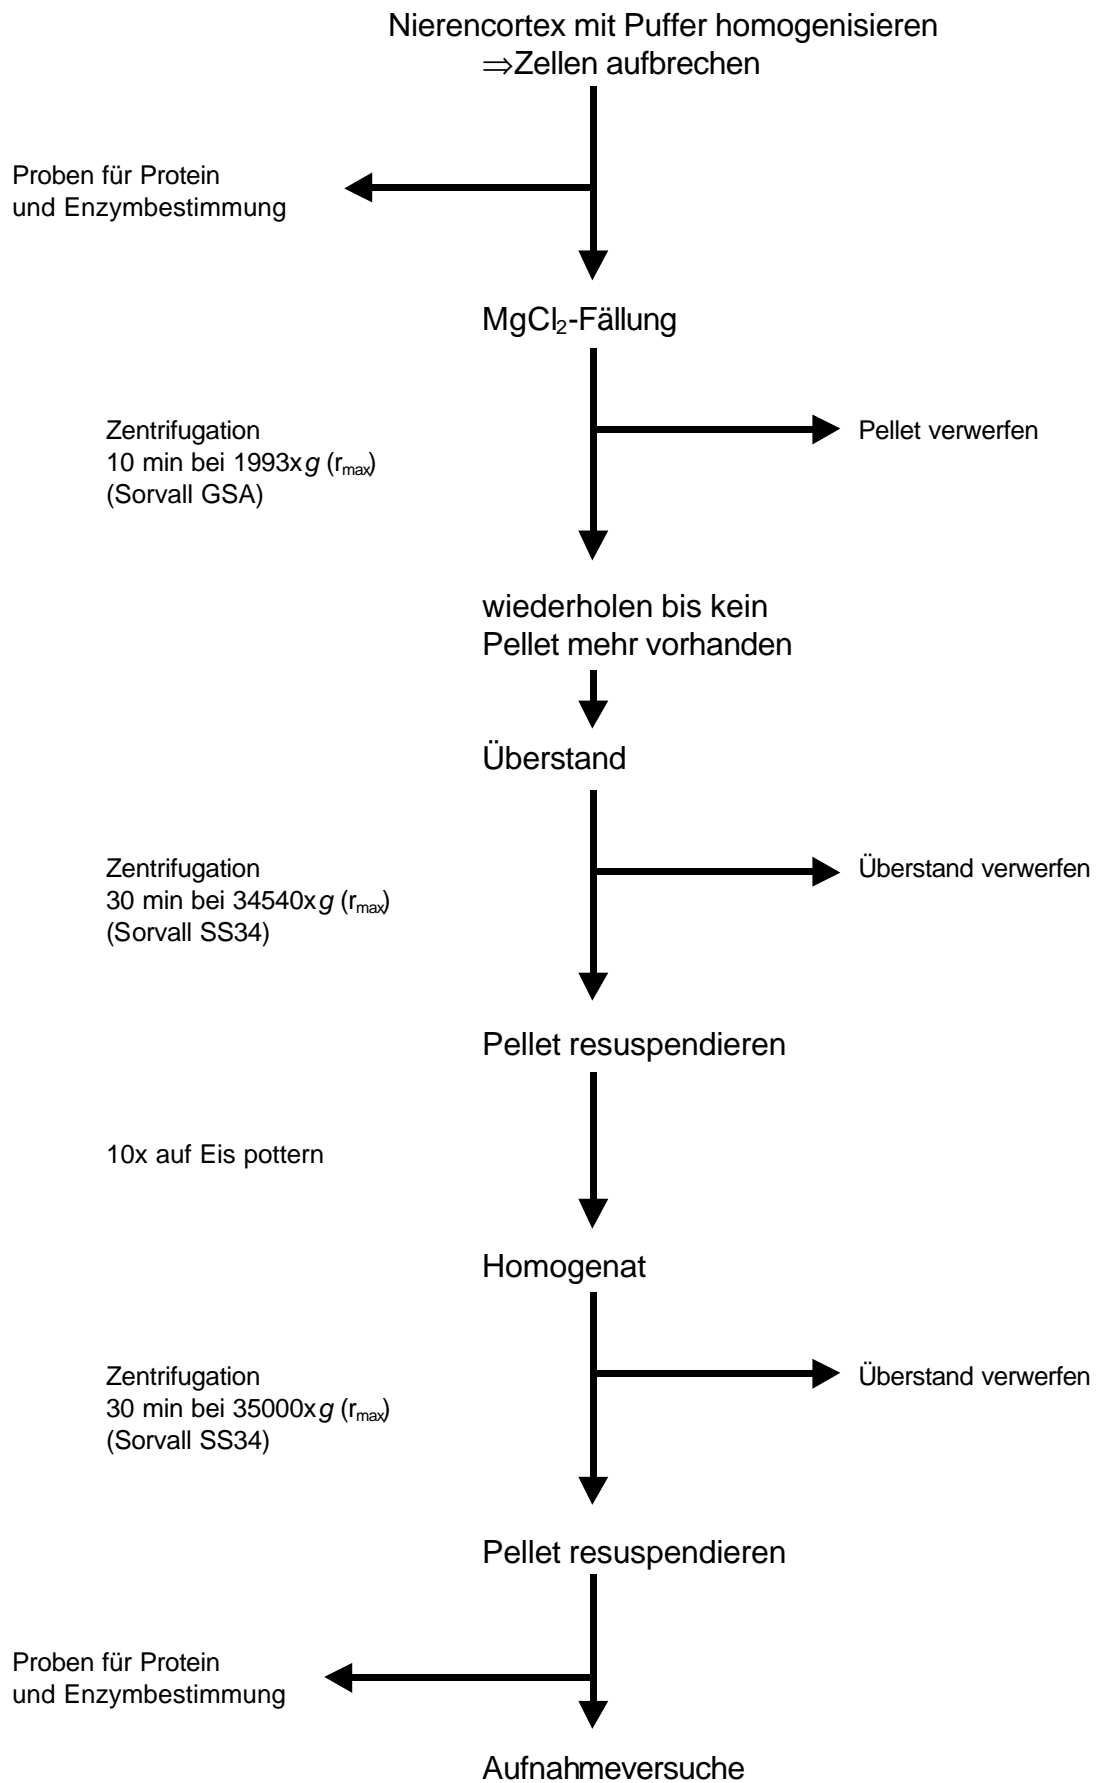 Nierencortex mit Puffer homogenisieren
⇒Zellen aufbrechen
Proben für Protein
und Enzymbestimmung
MgCl₂-Fällung
Zentrifugation
10 min bei 1993xg (rmax)
(Sorvall GSA)
Pellet verwerfen
wiederholen bis kein
Pellet mehr vorhanden
Überstand
Zentrifugation
30 min bei 34540xg (rmax)
(Sorvall SS34)
Überstand verwerfen
Pellet resuspendieren
10x auf Eis pottern
Homogenat
Zentrifugation
30 min bei 35000xg (rmax)
(Sorvall SS34)
Überstand verwerfen
Pellet resuspendieren
Proben für Protein
und Enzymbestimmung
Aufnahmeversuche